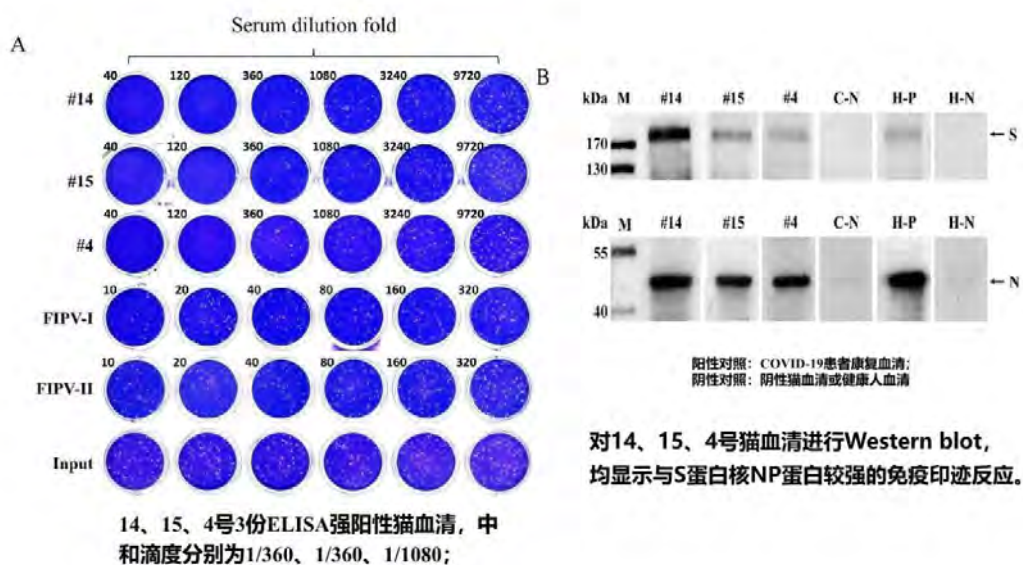 Serum dilution fold
A
40 120 360 1080 3240 9720
#14
40 120 360 1080 3240 9720
#15
40 120 360 1080 3240 9720
#4
10 20 40 80 160 320
FIPV-I
10 20 40 80 160 320
FIPV-II
Input
14、15、4号3份ELISA强阳性猫血清，中
和滴度分别为1/360、1/360、1/1080；
B
kDa M #14 #15 #4 C-N H-P H-N
170
130
← S
kDa M #14 #15 #4 C-N H-P H-N
55
40
← N
阳性对照：COVID-19患者康复血清；
阴性对照：阴性猫血清或健康人血清
对14、15、4号猫血清进行Western blot，
均显示与S蛋白核NP蛋白较强的免疫印迹反应。